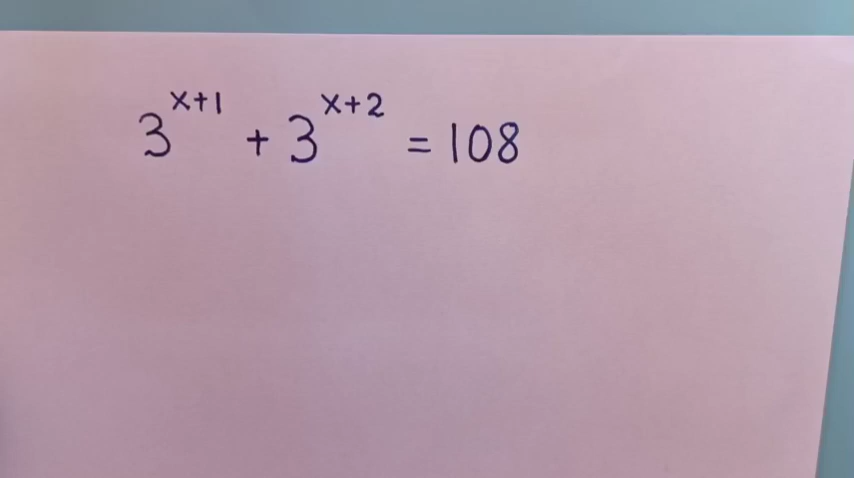 3^{x+1} + 3^{x+2} = 108